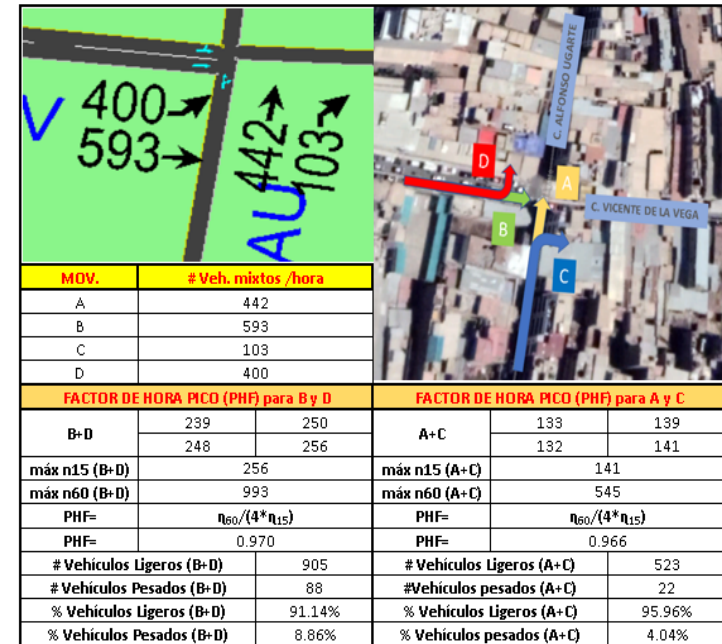 400
593
442
103
V
AU
C. ALFONSO UGARTE
D
A
C. VICENTE DE LA VEGA
B
C
MOV. # Veh. mixtos /hora
A 442
B 593
C 103
D 400
FACTOR DE HORA PICO (PHF) para B y D FACTOR DE HORA PICO (PHF) para A y C
B+D 239 250 A+C 133 139
248 256 132 141
máx n15 (B+D) 256 máx n15 (A+C) 141
máx n60 (B+D) 993 máx n60 (A+C) 545
PHF= η60/(4*η15) PHF= η60/(4*η15)
PHF= 0.970 PHF= 0.966
# Vehículos Ligeros (B+D) 905 # Vehículos Ligeros (A+C) 523
# Vehículos Pesados (B+D) 88 #Vehículos pesados (A+C) 22
% Vehículos Ligeros (B+D) 91.14% % Vehículos Ligeros (A+C) 95.96%
% Vehículos Pesados (B+D) 8.86% % Vehículos pesados (A+C) 4.04%